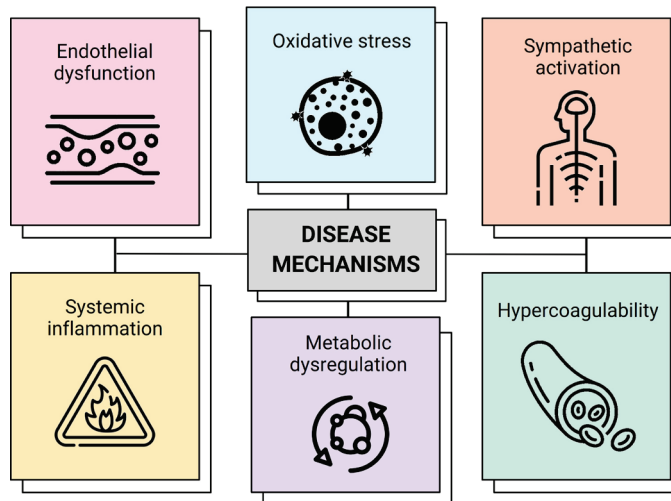 Endothelial
dysfunction
Oxidative stress
Sympathetic
activation
DISEASE
MECHANISMS
Systemic
inflammation
Metabolic
dysregulation
Hypercoagulability